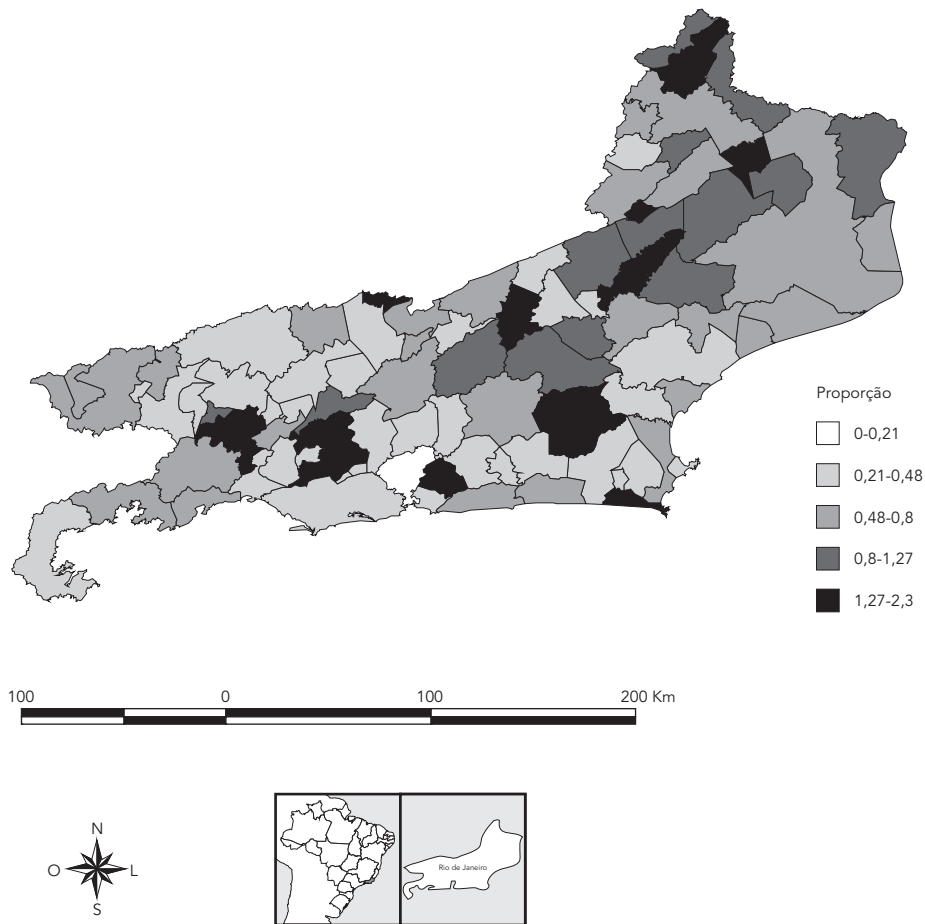 Proporção
0-0,21
0,21-0,48
0,48-0,8
0,8-1,27
1,27-2,3
100 0 100 200 Km
N
O L
S
Rio de Janeiro